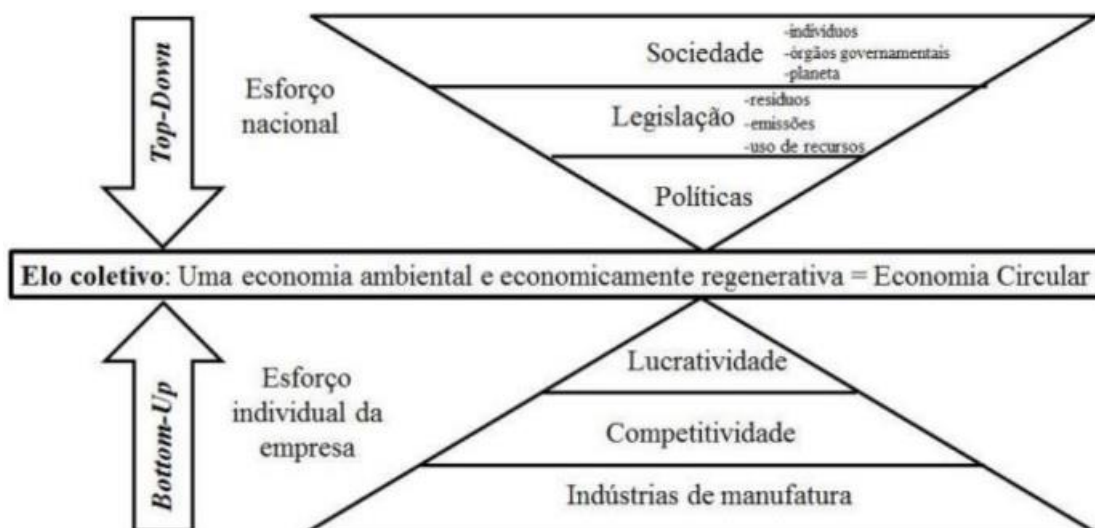 Top-Down
Esforço
nacional
Sociedade
-indivíduos
-órgãos governamentais
-planeta
Legislação
-resíduos
-emissões
-uso de recursos
Políticas
Elo coletivo: Uma economia ambiental e economicamente regenerativa = Economia Circular
Bottom-Up
Esforço
individual da
empresa
Lucratividade
Competitividade
Indústrias de manufatura